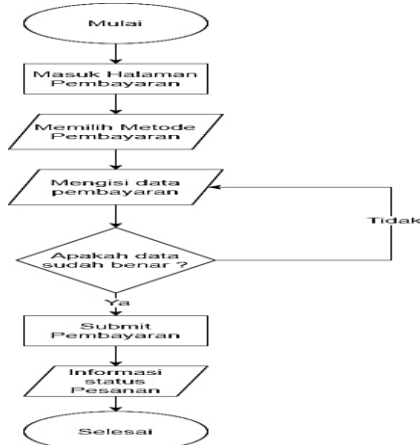 Mulai
Masuk Halaman
Pembayaran
Memilih Metode
Pembayaran
Mengisi data
pembayaran
Tidak
Apakah data
sudah benar ?
Ya
Submit
Pembayaran
Informasi
status
Pesanan
Selesai